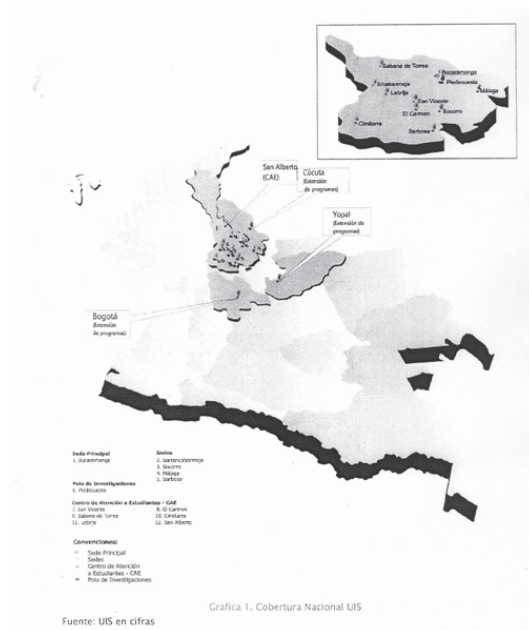 Sabana de Torres
Bucaramanga
Piedecuesta
Málaga
Lebrija
San Vicente
El Carmen
Socorro
Cimitarra
Barbosa
San Alberto
(CAE)
Cúcuta
(Extensión
de programas)
Yopal
(Extensión de
programas)
Bogotá
(Extensión
de programas)
Sede Principal
1. Bucaramanga
Sedes
2. Barrancabermeja
3. Socorro
4. Málaga
5. Barbosa
Polo de Investigaciones
6. Piedecuesta
Centro de Atención a Estudiantes - CAE
7. San Vicente
8. El Carmen
9. Sabana de Torres
10. Cimitarra
11. Lebrija
12. San Alberto
Convenciones:
Sede Principal
Sedes
Centro de Atención
a Estudiantes - CAE
Polo de Investigaciones
Gráfica 1. Cobertura Nacional UIS
Fuente: UIS en cifras